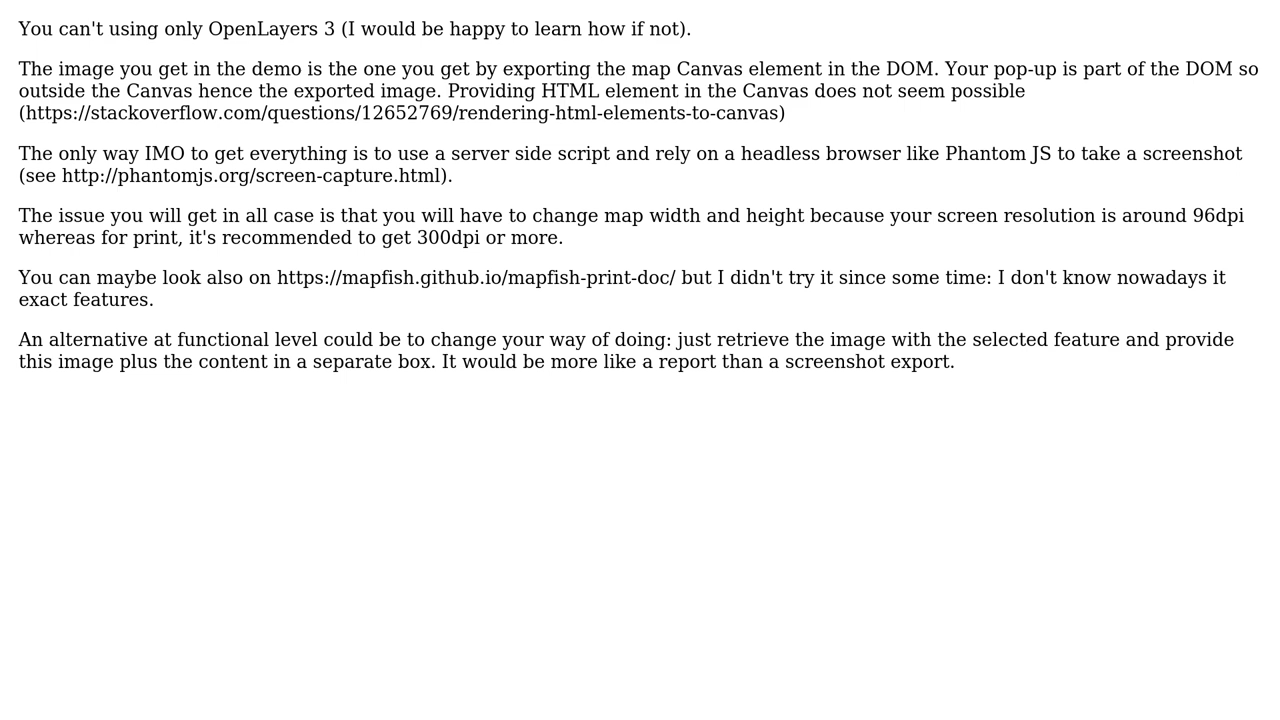 You can't using only OpenLayers 3 (I would be happy to learn how if not).
The image you get in the demo is the one you get by exporting the map Canvas element in the DOM. Your pop-up is part of the DOM so
outside the Canvas hence the exported image. Providing HTML element in the Canvas does not seem possible
(https://stackoverflow.com/questions/12652769/rendering-html-elements-to-canvas)
The only way IMO to get everything is to use a server side script and rely on a headless browser like Phantom JS to take a screenshot
(see http://phantomjs.org/screen-capture.html).
The issue you will get in all case is that you will have to change map width and height because your screen resolution is around 96dpi
whereas for print, it's recommended to get 300dpi or more.
You can maybe look also on https://mapfish.github.io/mapfish-print-doc/ but I didn't try it since some time: I don't know nowadays it
exact features.
An alternative at functional level could be to change your way of doing: just retrieve the image with the selected feature and provide
this image plus the content in a separate box. It would be more like a report than a screenshot export.